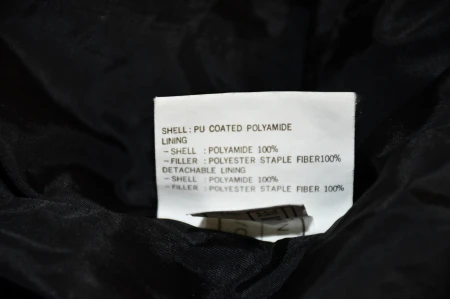 SHELL : PU COATED POLYAMIDE
LINING
- SHELL : POLYAMIDE 100%
- FILLER : POLYESTER STAPLE FIBER100%
DETACHABLE LINING
- SHELL : POLYAMIDE 100%
- FILLER : POLYESTER STAPLE FIBER 100%